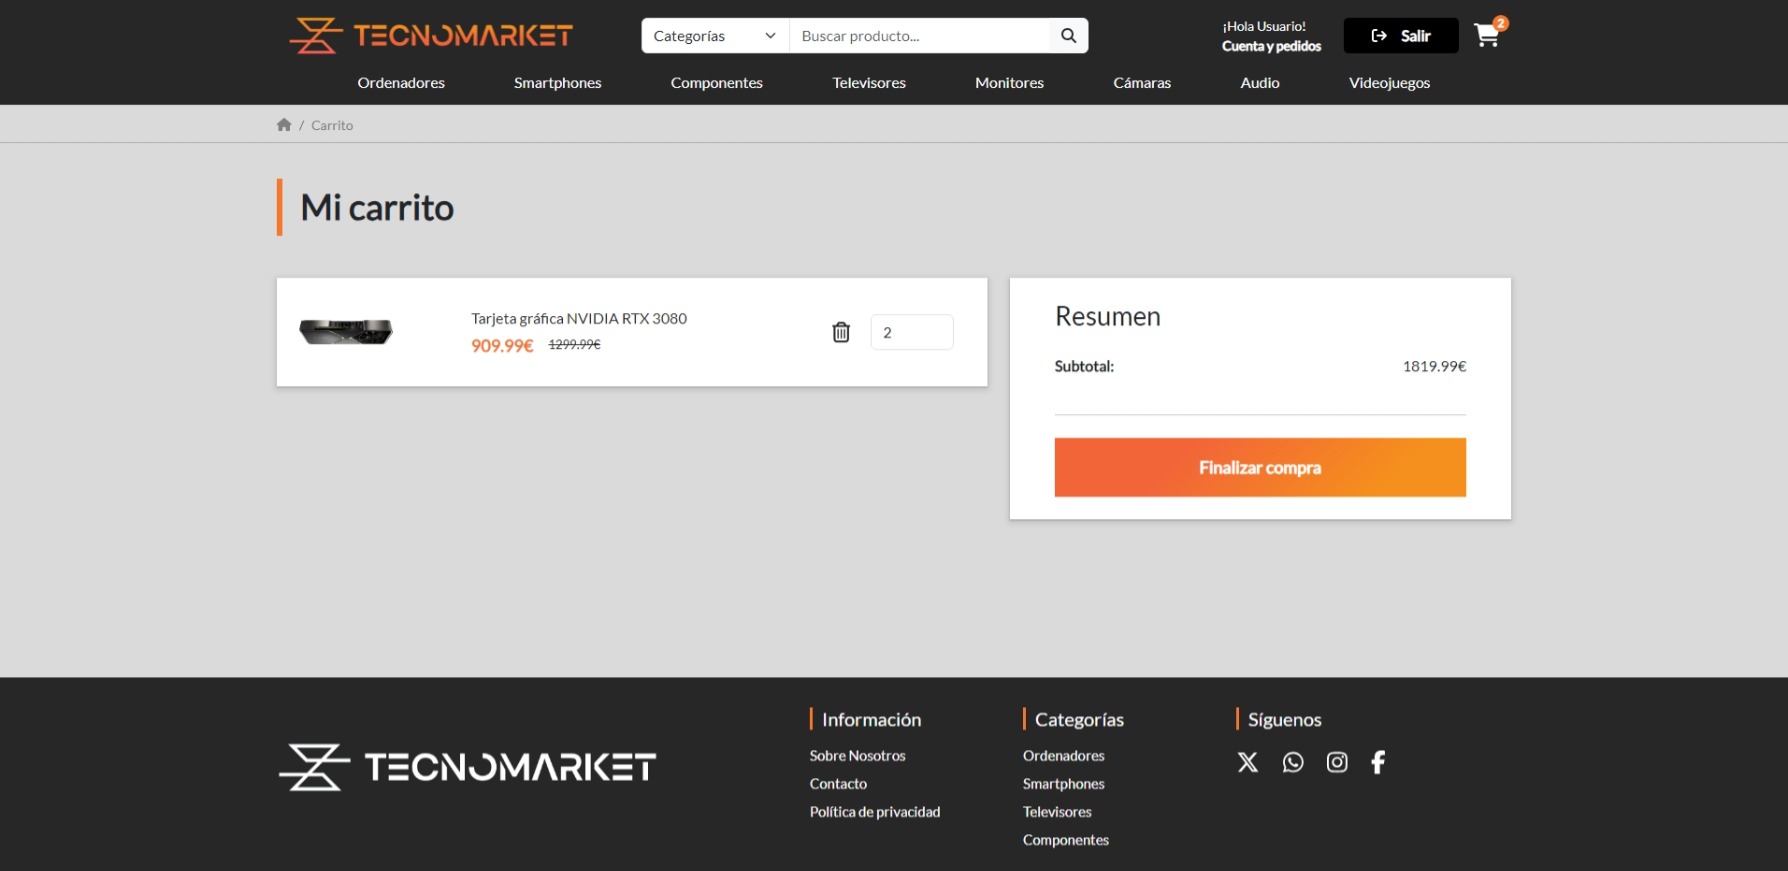 TECNOMARKET
Categorías
Buscar producto...
¡Hola Usuario!
Cuenta y pedidos
Salir
2
Ordenadores
Smartphones
Componentes
Televisores
Monitores
Cámaras
Audio
Videojuegos
/ Carrito
Mi carrito
Tarjeta gráfica NVIDIA RTX 3080
909.99€ 1299.99€
2
Resumen
Subtotal: 1819.99€
Finalizar compra
TECNOMARKET
Información
Sobre Nosotros
Contacto
Política de privacidad
Categorías
Ordenadores
Smartphones
Televisores
Componentes
Síguenos